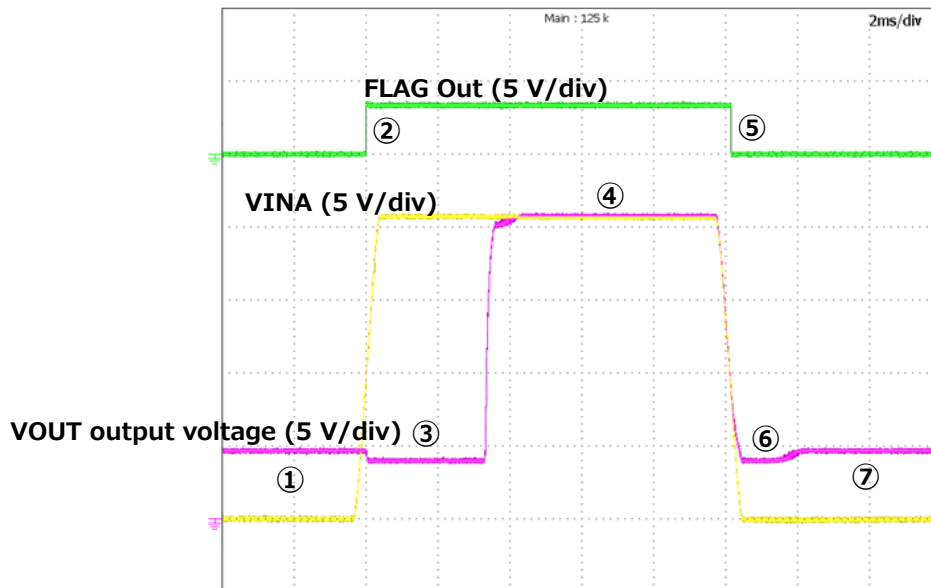 Main : 125 k
2ms/div
FLAG Out (5 V/div)
②
⑤
VINA (5 V/div)
④
VOUT output voltage (5 V/div)
③
⑥
①
⑦